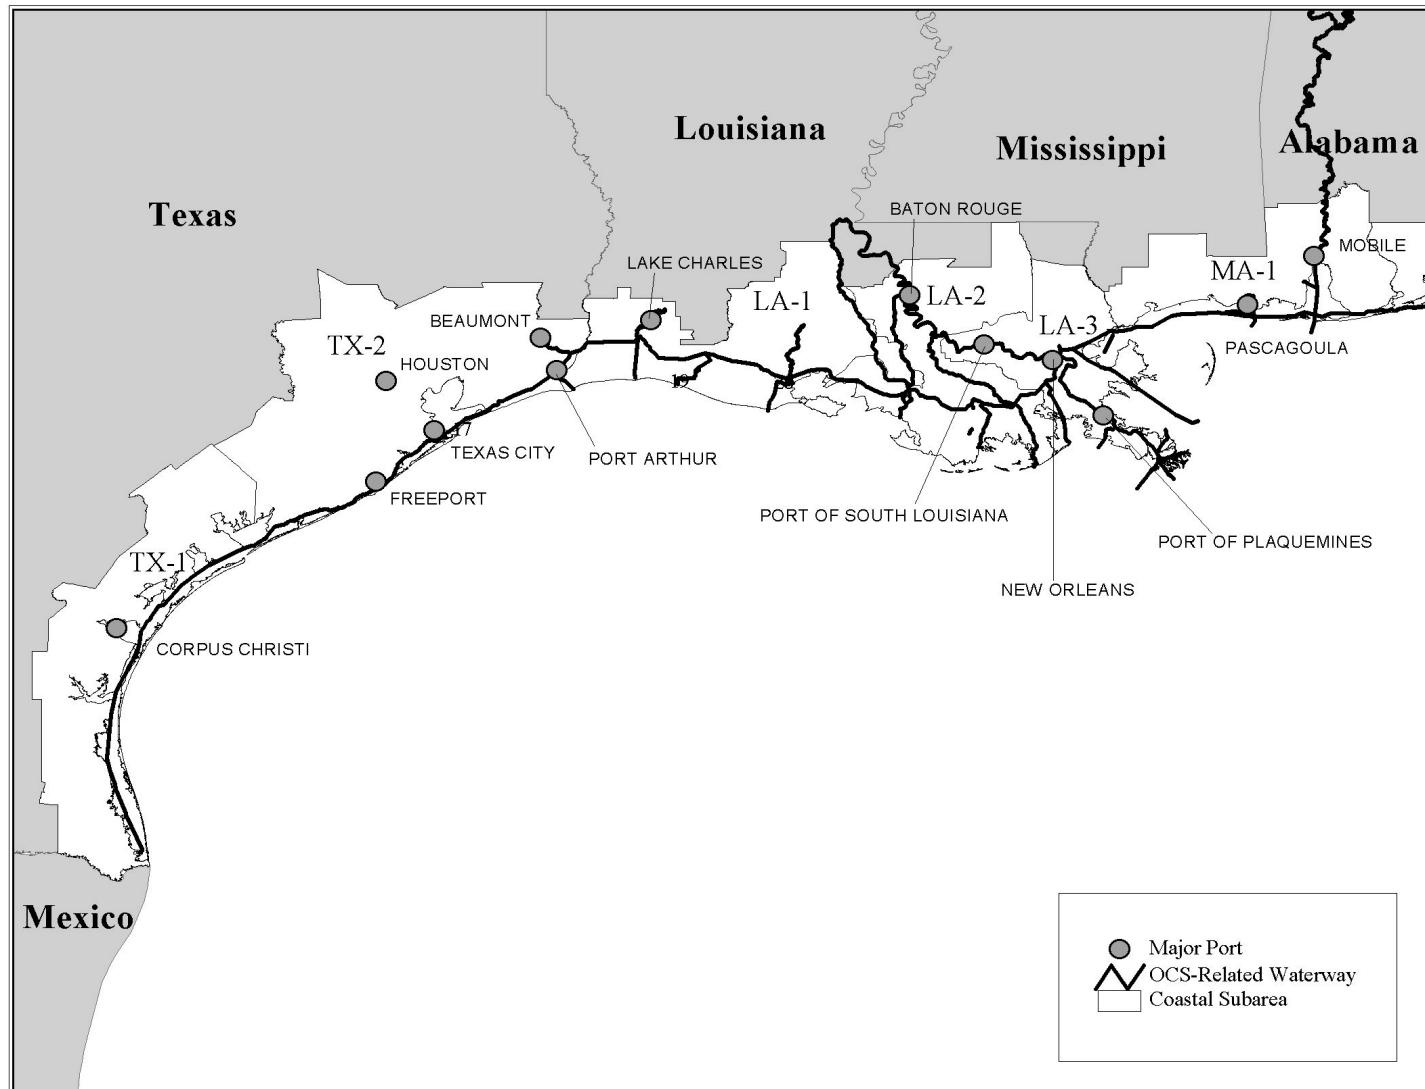 Louisiana
Mississippi
Alabama
Texas
BATON ROUGE
MOBILE
LAKE CHARLES
MA-1
LA-1
LA-2
BEAUMONT
TX-2
LA-3
PASCAGOULA
HOUSTON
TEXAS CITY
PORT ARTHUR
FREEPORT
PORT OF SOUTH LOUISIANA
PORT OF PLAQUEMINES
TX-1
NEW ORLEANS
CORPUS CHRISTI
Mexico
Major Port
OCS-Related Waterway
Coastal Subarea